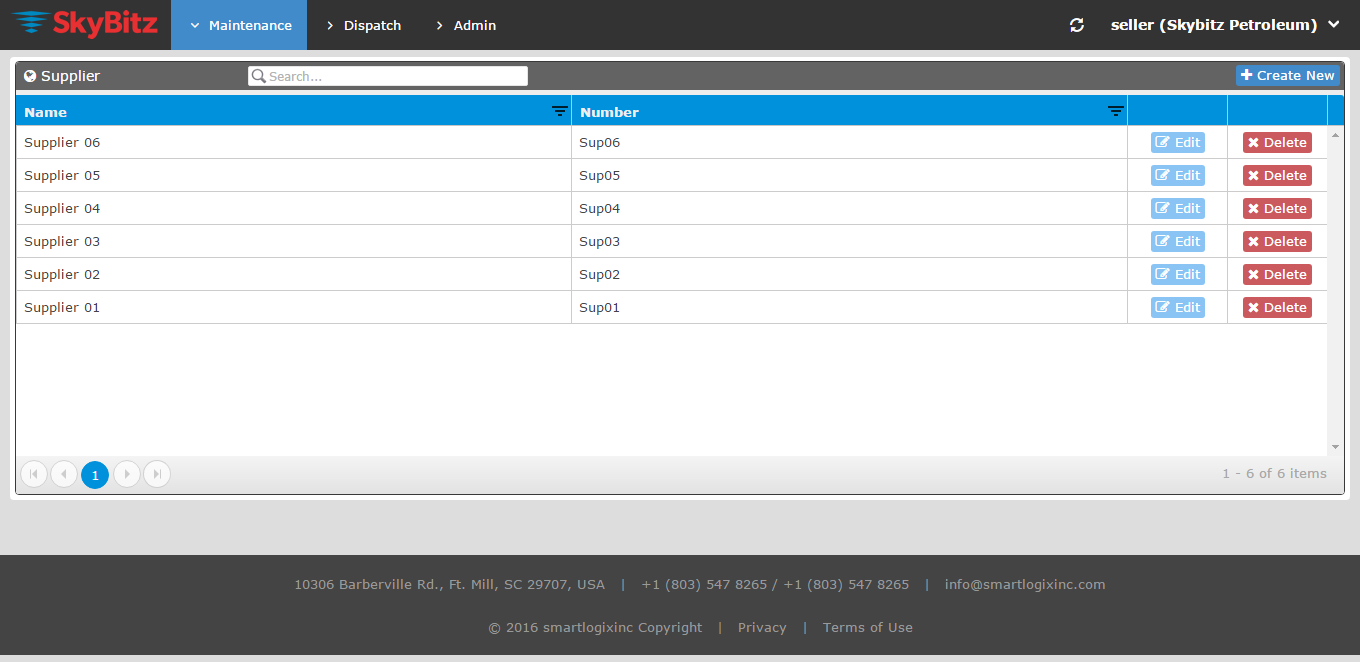 SkyBitz Maintenance Dispatch Admin seller (Skybitz Petroleum)
Supplier Search... Create New
Name Number
Supplier 06 Sup06 Edit Delete
Supplier 05 Sup05 Edit Delete
Supplier 04 Sup04 Edit Delete
Supplier 03 Sup03 Edit Delete
Supplier 02 Sup02 Edit Delete
Supplier 01 Sup01 Edit Delete
1 1 - 6 of 6 items
10306 Barberville Rd., Ft. Mill, SC 29707, USA | +1 (803) 547 8265 / +1 (803) 547 8265 | info@smartlogixinc.com
© 2016 smartlogixinc Copyright | Privacy | Terms of Use